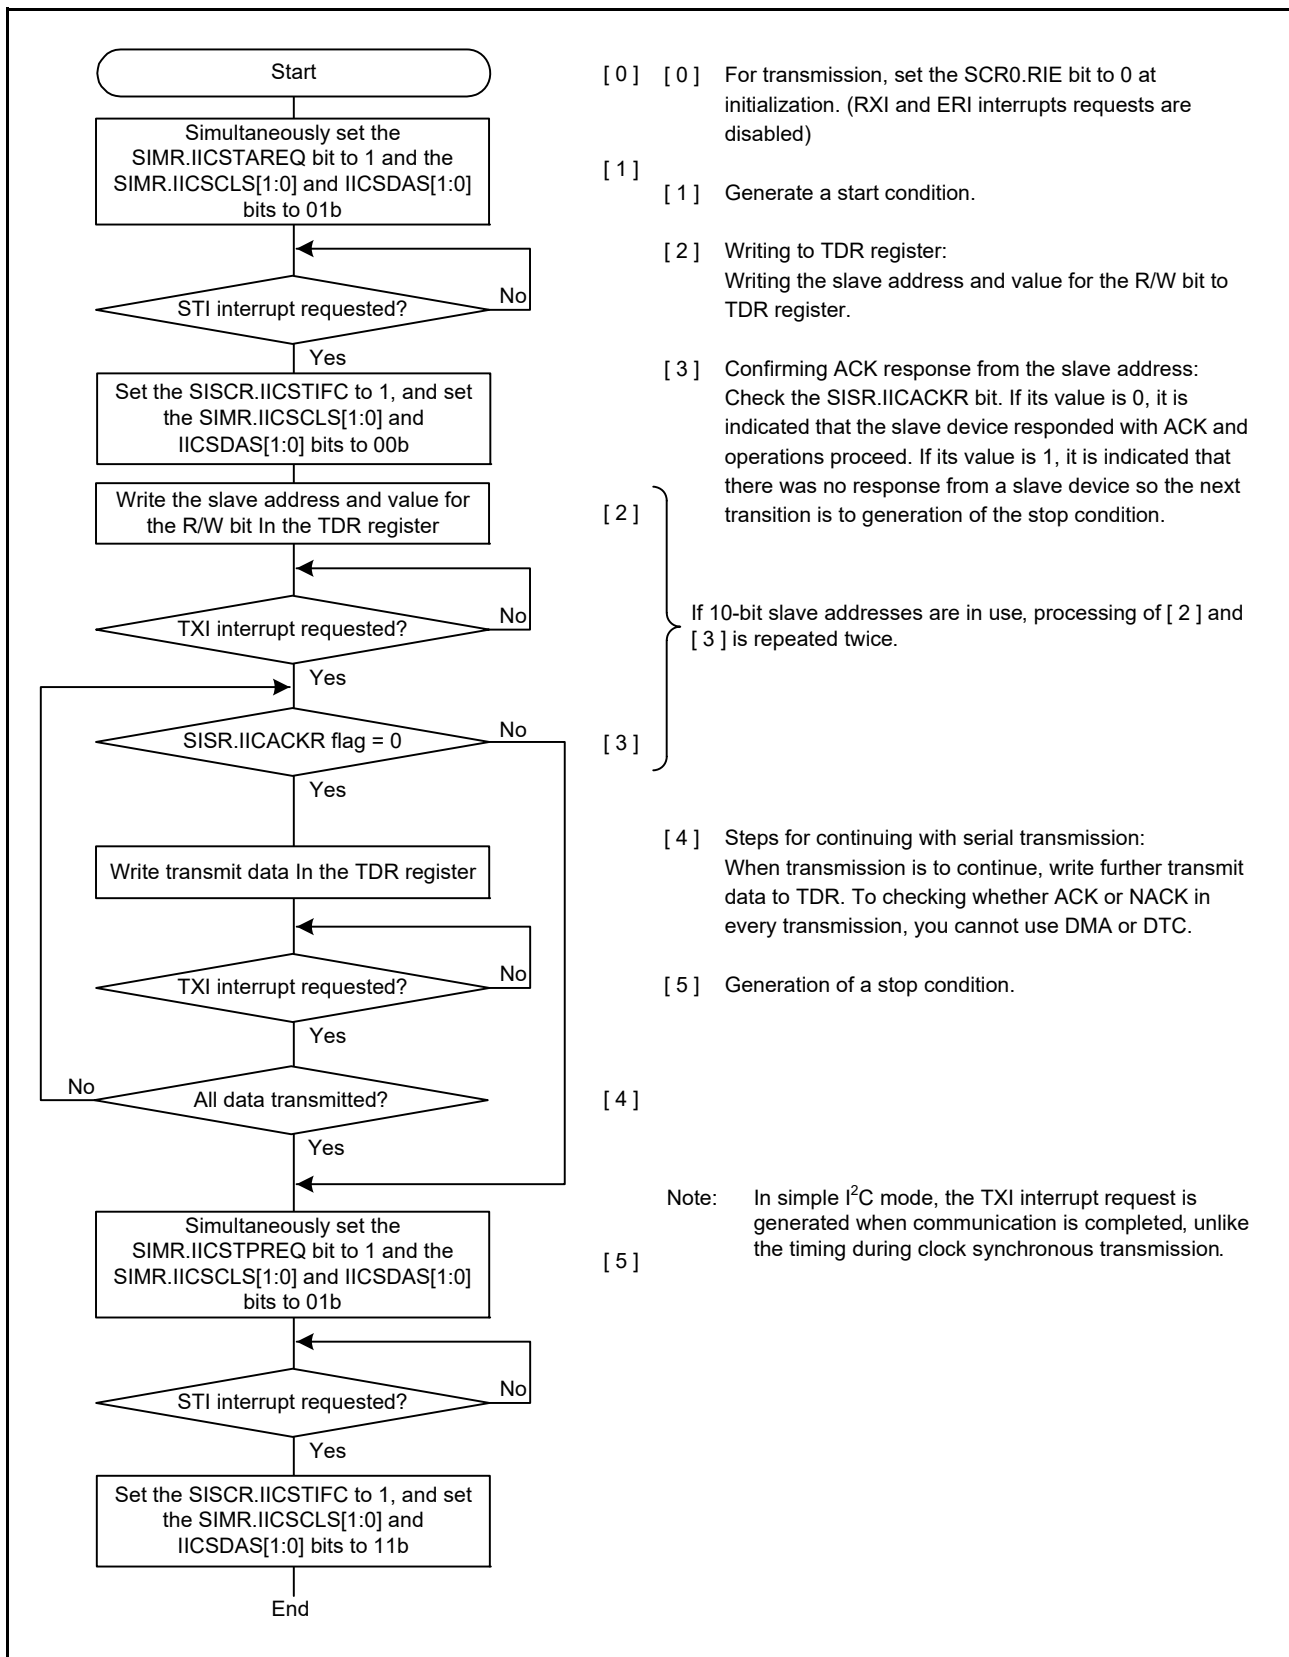 Start
Simultaneously set the
SIMR.IICSTAREQ bit to 1 and the
SIMR.IICSCLS[1:0] and IICSDAS[1:0]
bits to 01b
STI interrupt requested?
No
Yes
Set the SISCR.IICSTIFC to 1, and set
the SIMR.IICSCLS[1:0] and
IICSDAS[1:0] bits to 00b
Write the slave address and value for
the R/W bit In the TDR register
TXI interrupt requested?
No
Yes
SISR.IICACKR flag = 0
No
Yes
Write transmit data In the TDR register
TXI interrupt requested?
No
Yes
All data transmitted?
No
Yes
Simultaneously set the
SIMR.IICSTPREQ bit to 1 and the
SIMR.IICSCLS[1:0] and IICSDAS[1:0]
bits to 01b
STI interrupt requested?
No
Yes
Set the SISCR.IICSTIFC to 1, and set
the SIMR.IICSCLS[1:0] and
IICSDAS[1:0] bits to 11b
End
[ 0 ]
[ 1 ]
[ 2 ]
[ 3 ]
[ 4 ]
[ 5 ]
[ 0 ] For transmission, set the SCR0.RIE bit to 0 at
initialization. (RXI and ERI interrupts requests are
disabled)
[ 1 ] Generate a start condition.
[ 2 ] Writing to TDR register:
Writing the slave address and value for the R/W bit to
TDR register.
[ 3 ] Confirming ACK response from the slave address:
Check the SISR.IICACKR bit. If its value is 0, it is
indicated that the slave device responded with ACK and
operations proceed. If its value is 1, it is indicated that
there was no response from a slave device so the next
transition is to generation of the stop condition.
If 10-bit slave addresses are in use, processing of [ 2 ] and
[ 3 ] is repeated twice.
[ 4 ] Steps for continuing with serial transmission:
When transmission is to continue, write further transmit
data to TDR. To checking whether ACK or NACK in
every transmission, you cannot use DMA or DTC.
[ 5 ] Generation of a stop condition.
Note: In simple I²C mode, the TXI interrupt request is
generated when communication is completed, unlike
the timing during clock synchronous transmission.